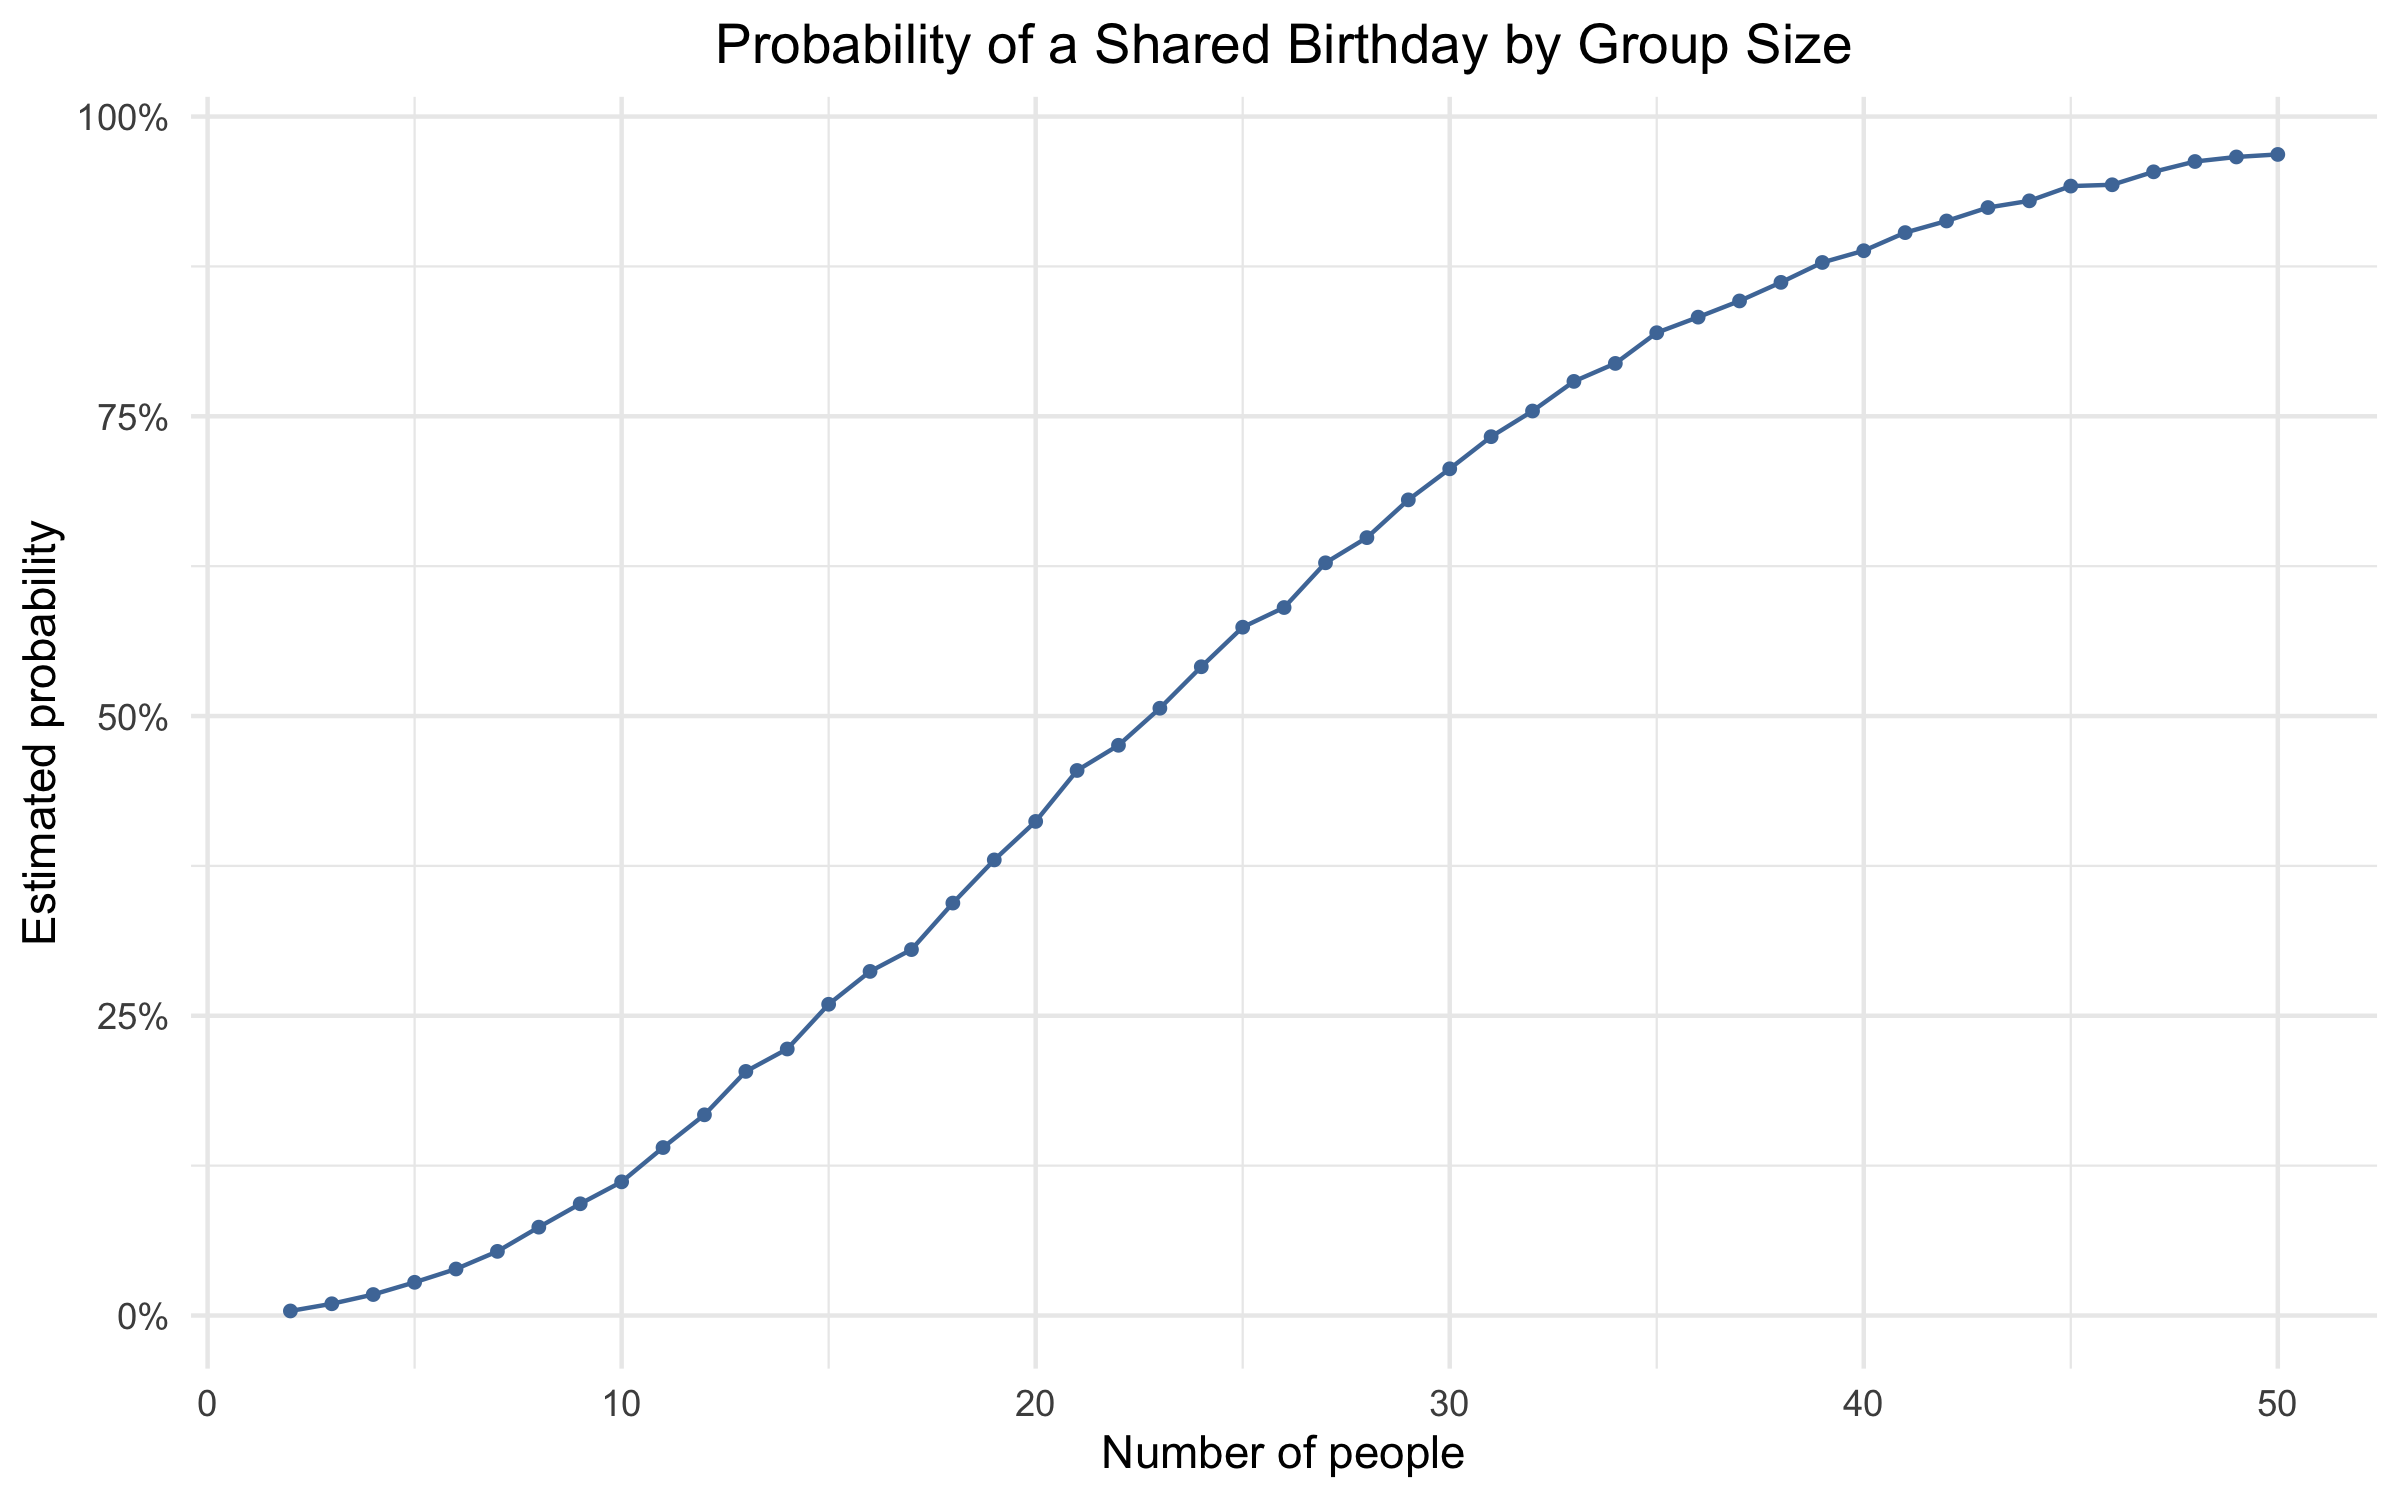 Probability of a Shared Birthday by Group Size
100%
75%
50%
25%
0%
Estimated probability
0 10 20 30 40 50
Number of people